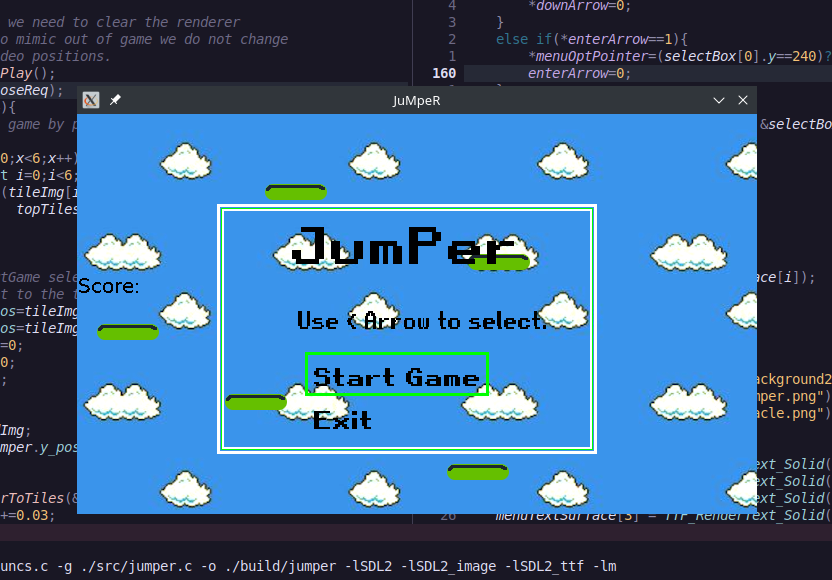 we need to clear the renderer
o mimic out of game we do not change
deo positions.
Play();
oseReq);
){
game by p
0;x<6;x++)
t i=0;i<6;
(tileImg[i
topTiles
tGame sele
t to the t
os=tileImg
os=tileImg
=0;
0;
;
Img;
mper.y_pos
rToTiles(&
+=0.03;
4 *downArrow=0;
3 }
2 else if(*enterArrow==1){
1 *menuOptPointer=(selectBox[0].y==240)?
160 enterArrow=0;
&selectBo
ace[i]);
ackground2
mper.png")
acle.png")
ext_Solid(
ext_Solid(
ext_Solid(
26 menuTextSurface[3] = TTF_RenderText_Solid(
JuMpeR
JumPer
Score:
Use < Arrow to select.
Start Game
Exit
uncs.c -g ./src/jumper.c -o ./build/jumper -lSDL2 -lSDL2_image -lSDL2_ttf -lm